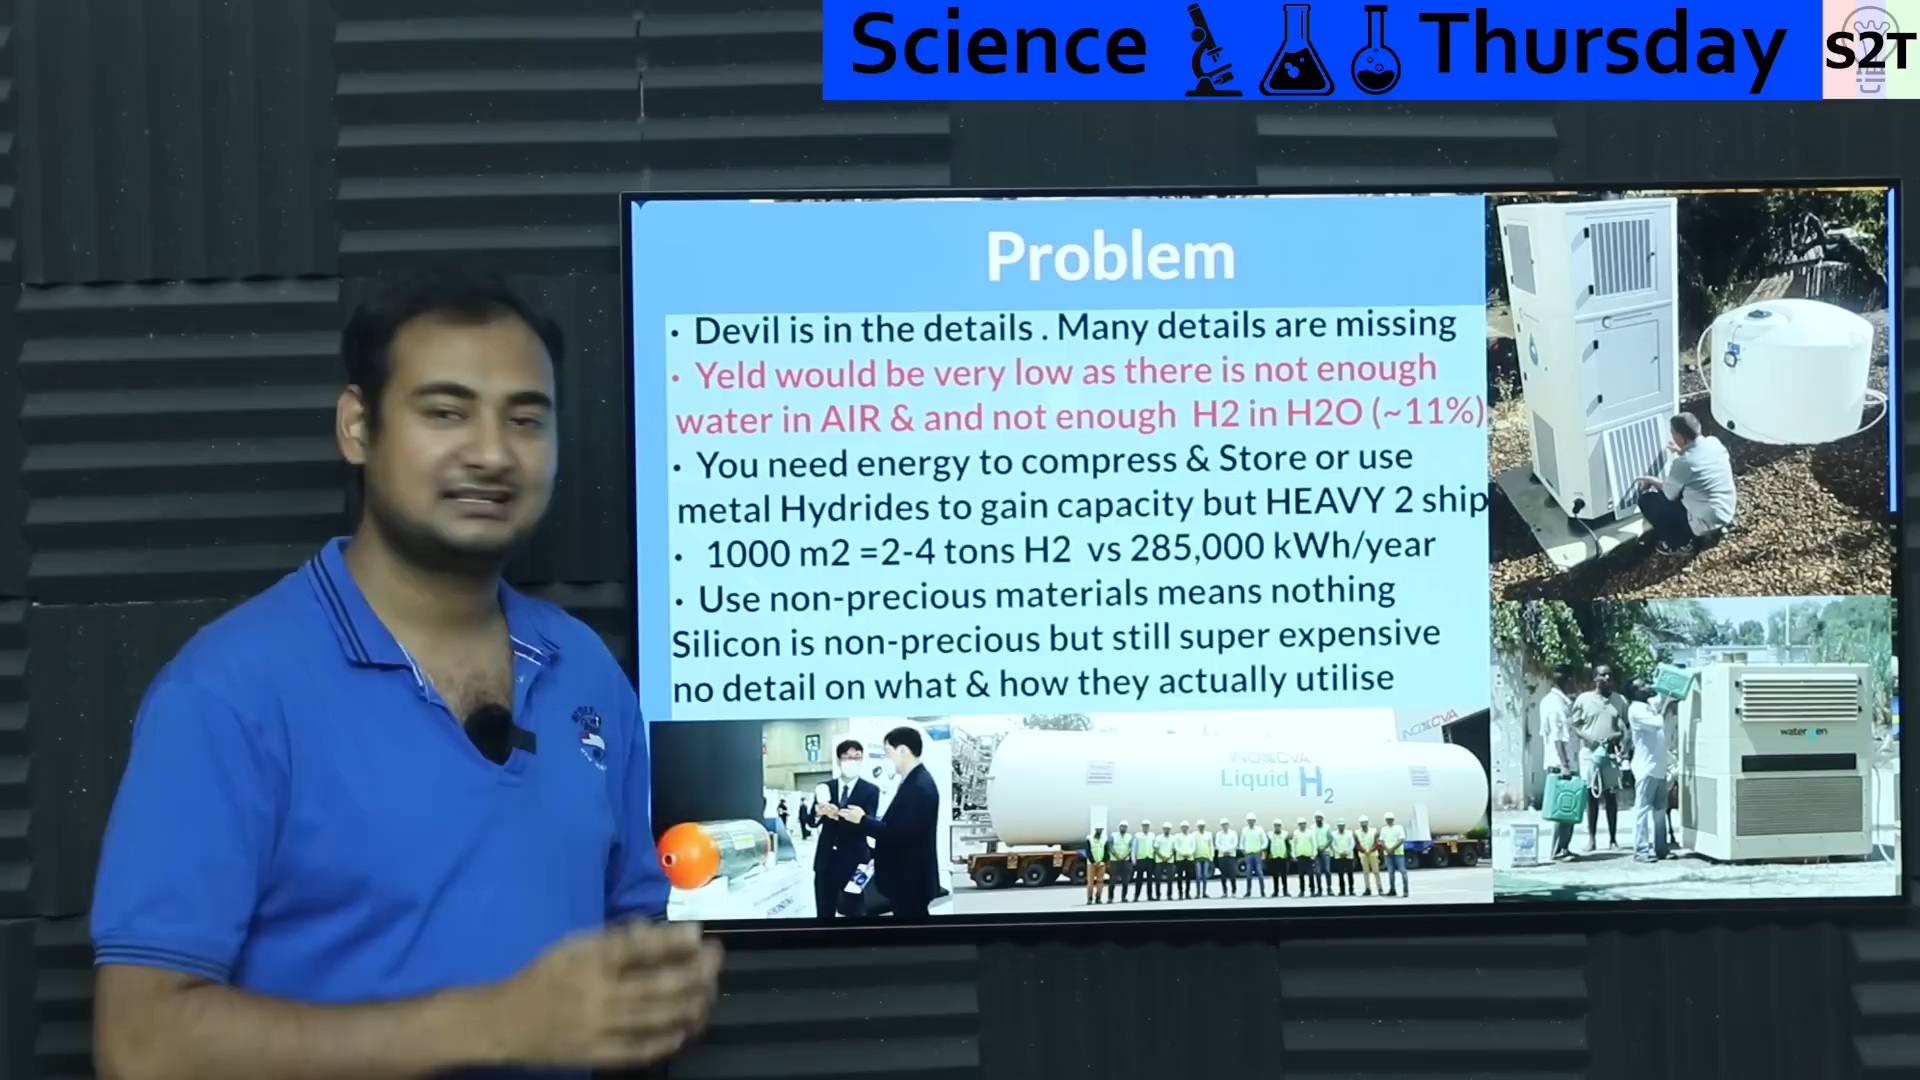 Science Thursday
S2T
Problem
• Devil is in the details . Many details are missing
• Yeld would be very low as there is not enough
water in AIR & and not enough H2 in H2O (~11%)
• You need energy to compress & Store or use
metal Hydrides to gain capacity but HEAVY 2 ship
• 1000 m2 =2-4 tons H2 vs 285,000 kWh/year
• Use non-precious materials means nothing
Silicon is non-precious but still super expensive
no detail on what & how they actually utilise
INOXCVA
INOXCVA
Liquid H2
watergen